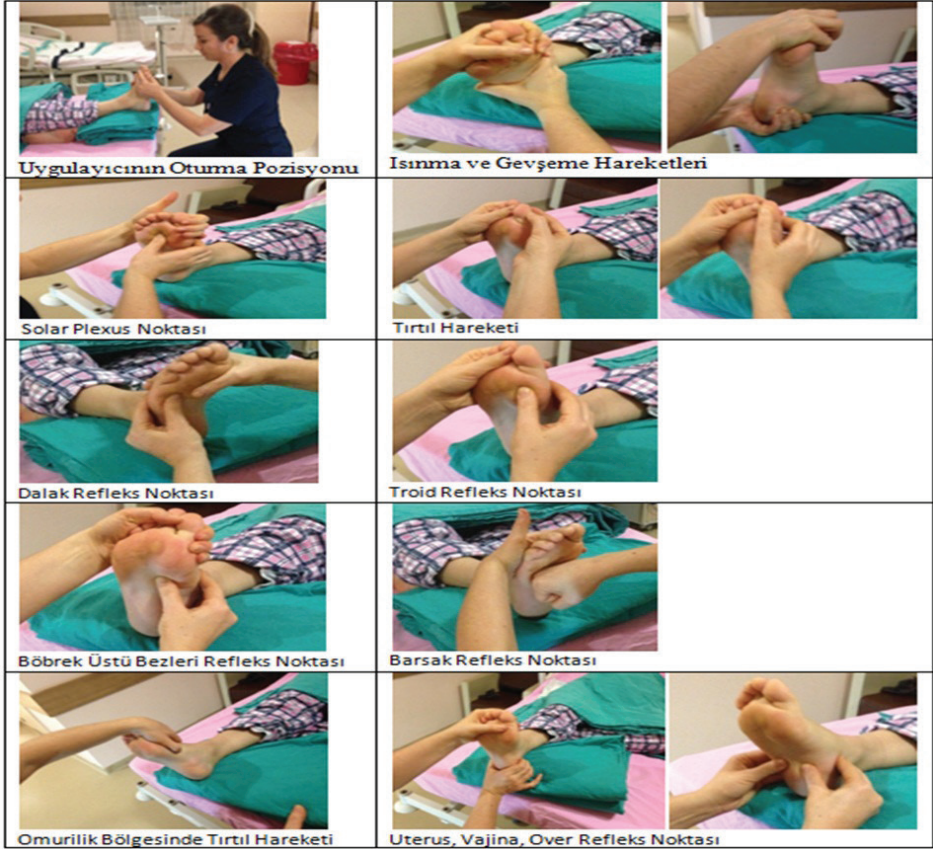 Uygulayıcının Oturma Pozisyonu
Isınma ve Gevşeme Hareketleri
Solar Plexus Noktası
Tırtıl Hareketi
Dalak Refleks Noktası
Troid Refleks Noktası
Böbrek Üstü Bezleri Refleks Noktası
Barsak Refleks Noktası
Omurilik Bölgesinde Tırtıl Hareketi
Uterus, Vajina, Over Refleks Noktası